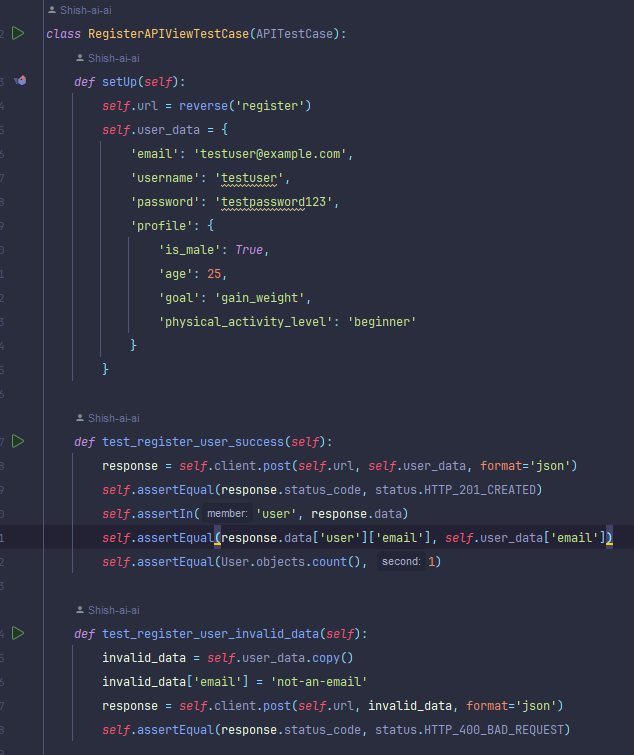 Shish-ai-ai
class RegisterAPIViewTestCase(APITestCase):
Shish-ai-ai
def setUp(self):
self.url = reverse('register')
self.user_data = {
'email': 'testuser@example.com',
'username': 'testuser',
'password': 'testpassword123',
'profile': {
'is_male': True,
'age': 25,
'goal': 'gain_weight',
'physical_activity_level': 'beginner'
}
}
Shish-ai-ai
def test_register_user_success(self):
response = self.client.post(self.url, self.user_data, format='json')
self.assertEqual(response.status_code, status.HTTP_201_CREATED)
self.assertIn( member: 'user', response.data)
self.assertEqual(response.data['user']['email'], self.user_data['email'])
self.assertEqual(User.objects.count(), second: 1)
Shish-ai-ai
def test_register_user_invalid_data(self):
invalid_data = self.user_data.copy()
invalid_data['email'] = 'not-an-email'
response = self.client.post(self.url, invalid_data, format='json')
self.assertEqual(response.status_code, status.HTTP_400_BAD_REQUEST)